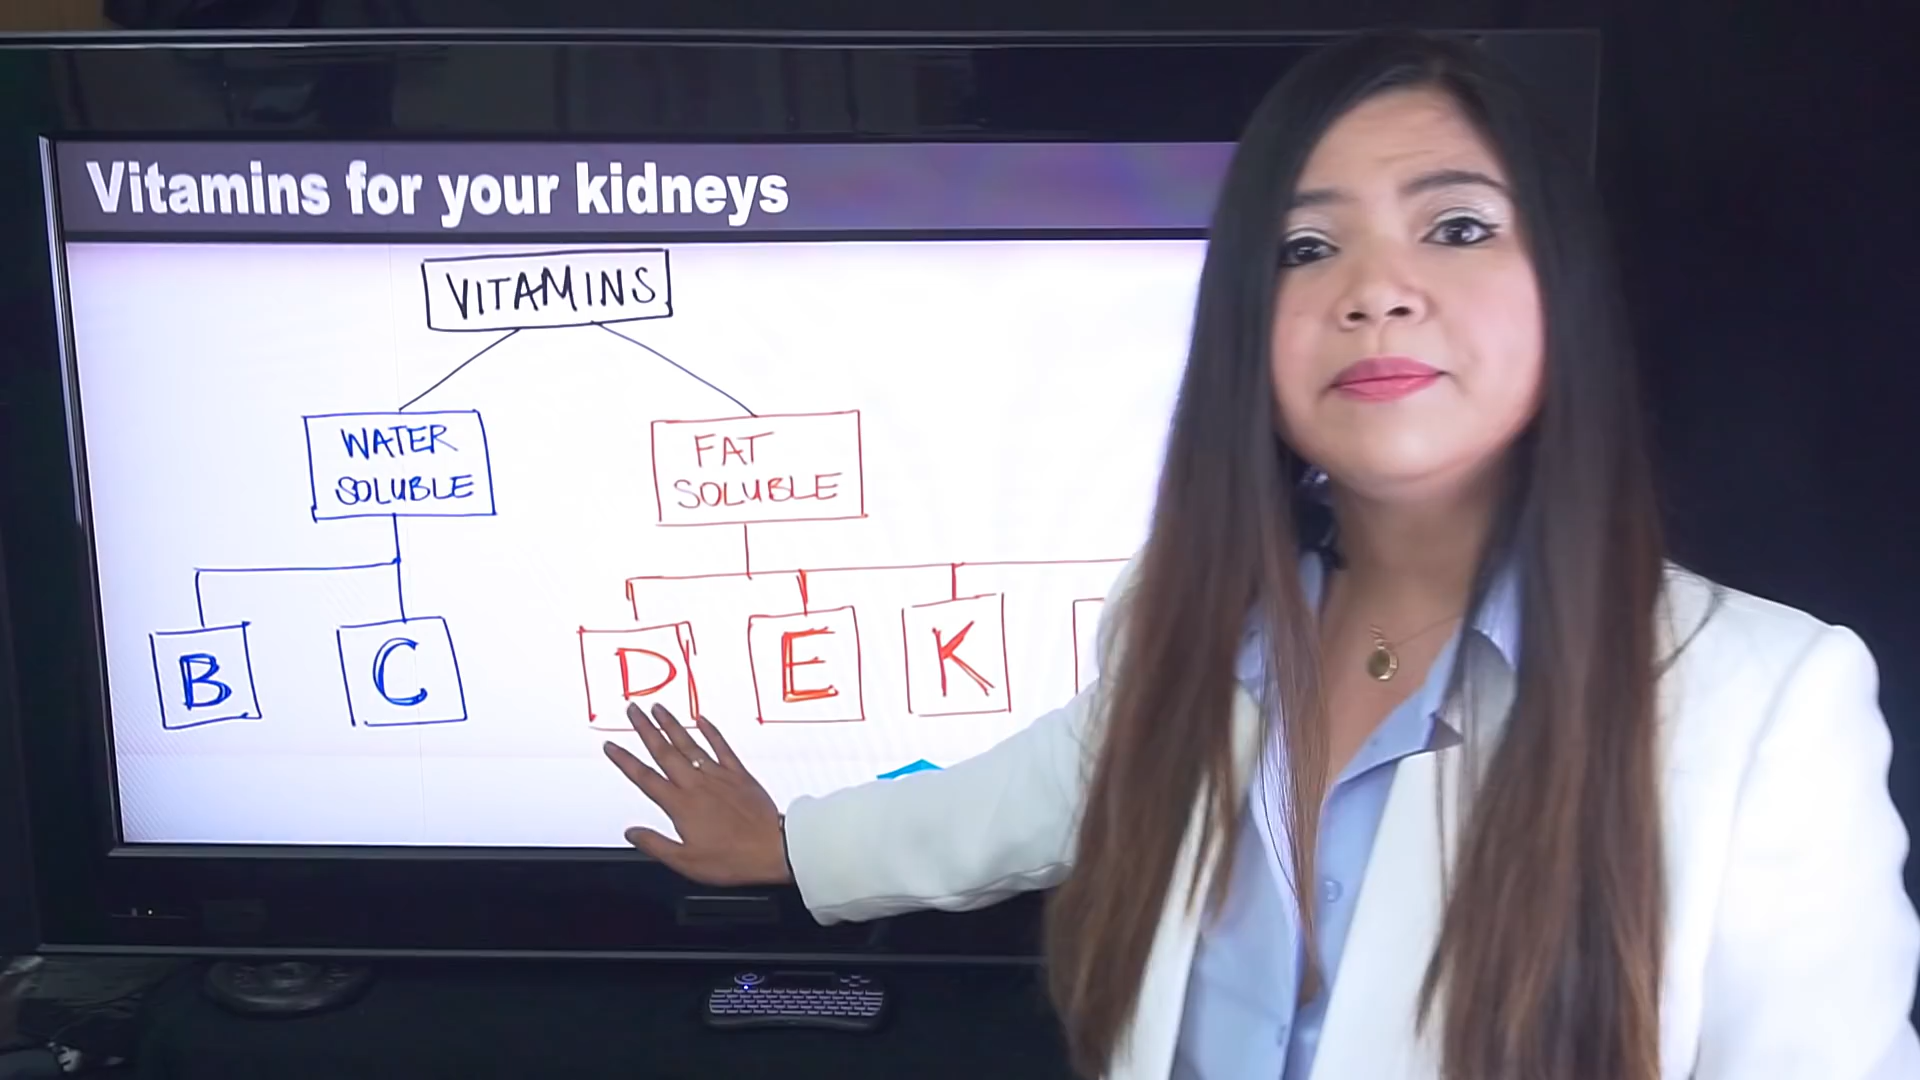 Vitamins for your kidneys
VITAMINS
WATER
SOLUBLE
FAT
SOLUBLE
B
C
D
E
K